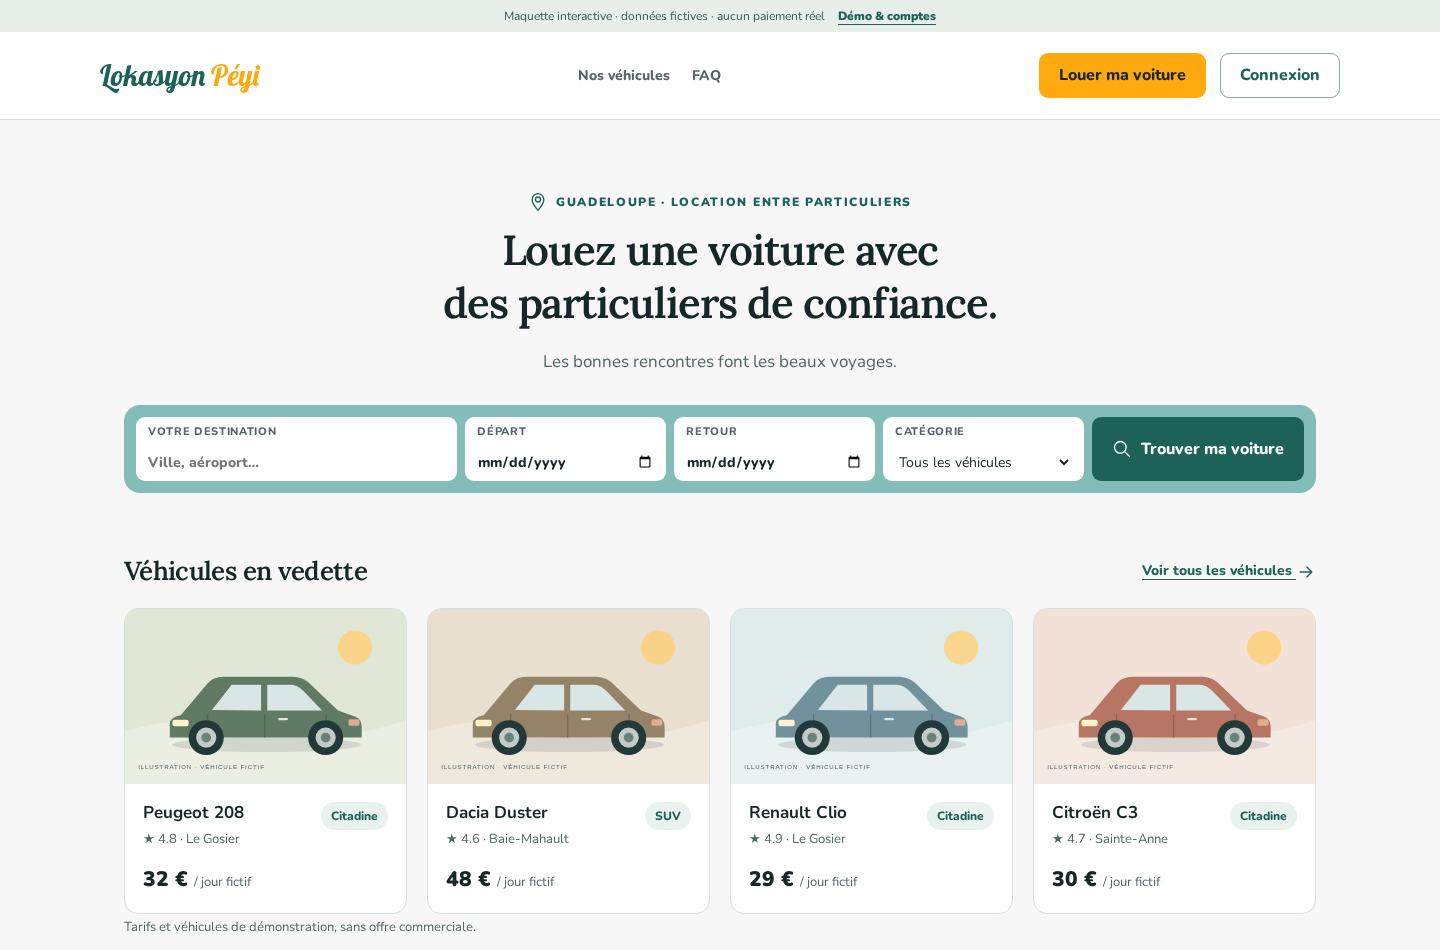 Maquette interactive · données fictives · aucun paiement réel Démo & comptes
Lokasyon Péyi
Nos véhicules FAQ
Louer ma voiture Connexion
GUADELOUPE · LOCATION ENTRE PARTICULIERS
Louez une voiture avec
des particuliers de confiance.
Les bonnes rencontres font les beaux voyages.
VOTRE DESTINATION
Ville, aéroport...
DÉPART
mm/dd/yyyy
RETOUR
mm/dd/yyyy
CATÉGORIE
Tous les véhicules
Trouver ma voiture
Véhicules en vedette
Voir tous les véhicules →
ILLUSTRATION · VÉHICULE FICTIF
Peugeot 208
Citadine
★ 4.8 · Le Gosier
32 € / jour fictif
ILLUSTRATION · VÉHICULE FICTIF
Dacia Duster
SUV
★ 4.6 · Baie-Mahault
48 € / jour fictif
ILLUSTRATION · VÉHICULE FICTIF
Renault Clio
Citadine
★ 4.9 · Le Gosier
29 € / jour fictif
ILLUSTRATION · VÉHICULE FICTIF
Citroën C3
Citadine
★ 4.7 · Sainte-Anne
30 € / jour fictif
Tarifs et véhicules de démonstration, sans offre commerciale.